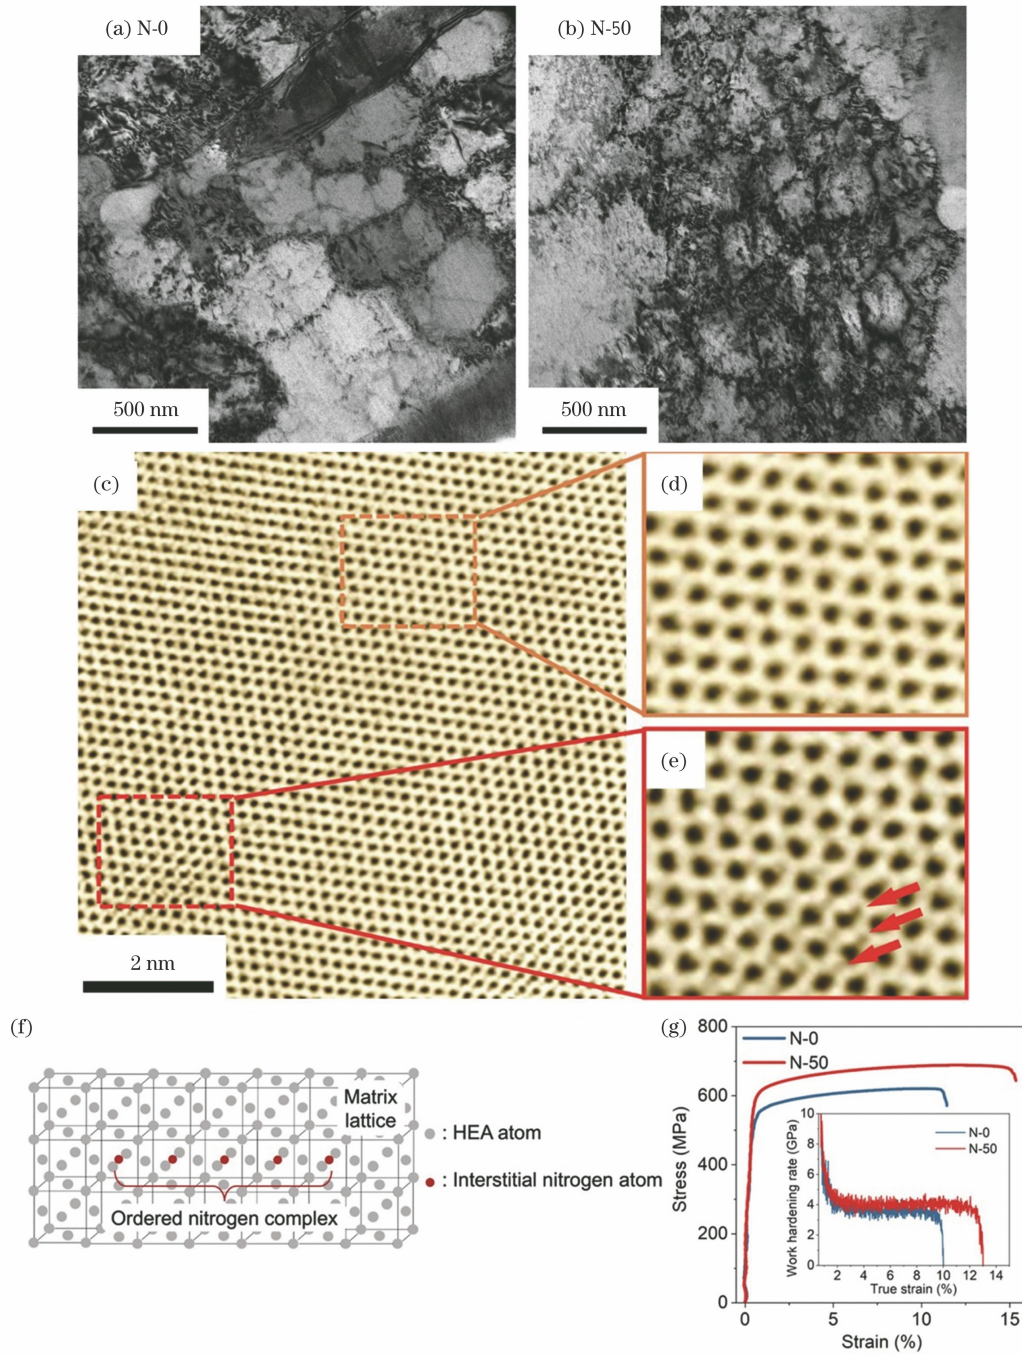 (a) N-0
(b) N-50
500 nm
500 nm
(c)
(d)
(e)
2 nm
(f)
Matrix
lattice
: HEA atom
: Interstitial nitrogen atom
Ordered nitrogen complex
(g)
800
600
400
200
0
Stress (MPa)
N-0
N-50
10
8
6
4
2
0
Work hardening rate (GPa)
N-0
N-50
2 4 6 8 10 12 14
True strain (%)
0 5 10 15
Strain (%)